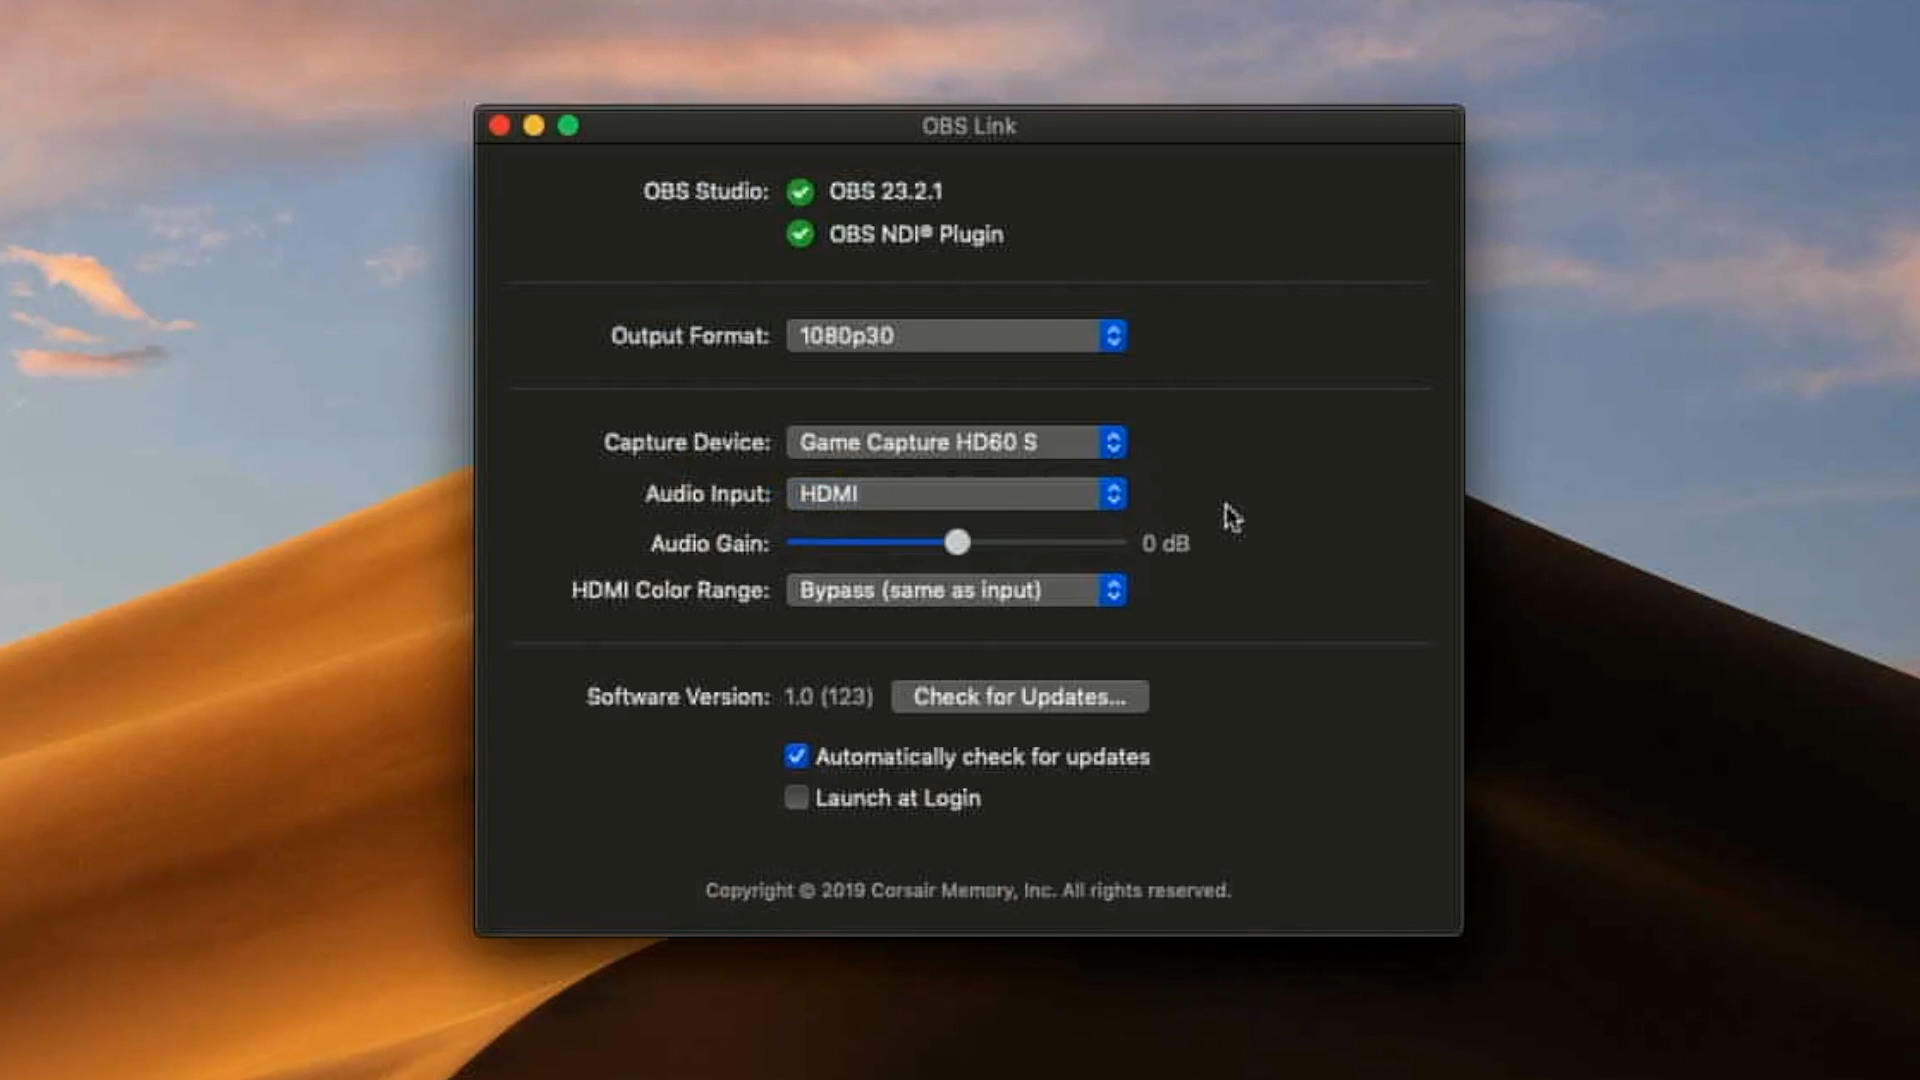 OBS Link
OBS Studio: OBS 23.2.1
OBS NDI® Plugin
Output Format: 1080p30
Capture Device: Game Capture HD60 S
Audio Input: HDMI
Audio Gain: 0 dB
HDMI Color Range: Bypass (same as input)
Software Version: 1.0 (123) Check for Updates...
Automatically check for updates
Launch at Login
Copyright © 2019 Corsair Memory, Inc. All rights reserved.